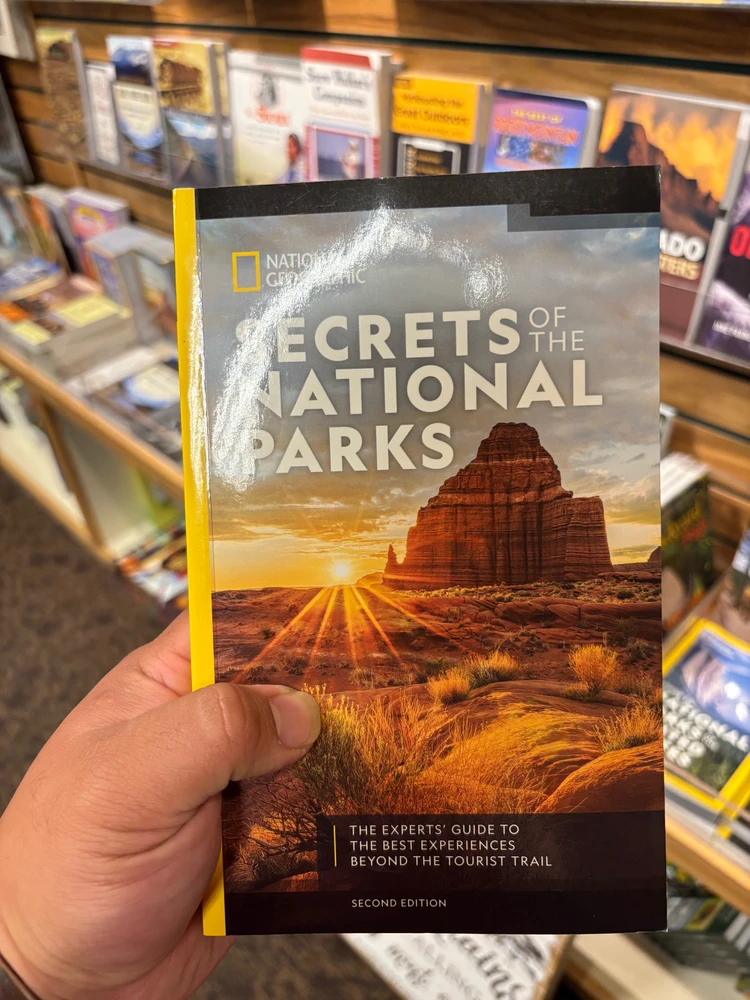 NATIONAL
GEOGRAPHIC
SECRETS OF
THE
NATIONAL
PARKS
THE EXPERTS' GUIDE TO
THE BEST EXPERIENCES
BEYOND THE TOURIST TRAIL
SECOND EDITION